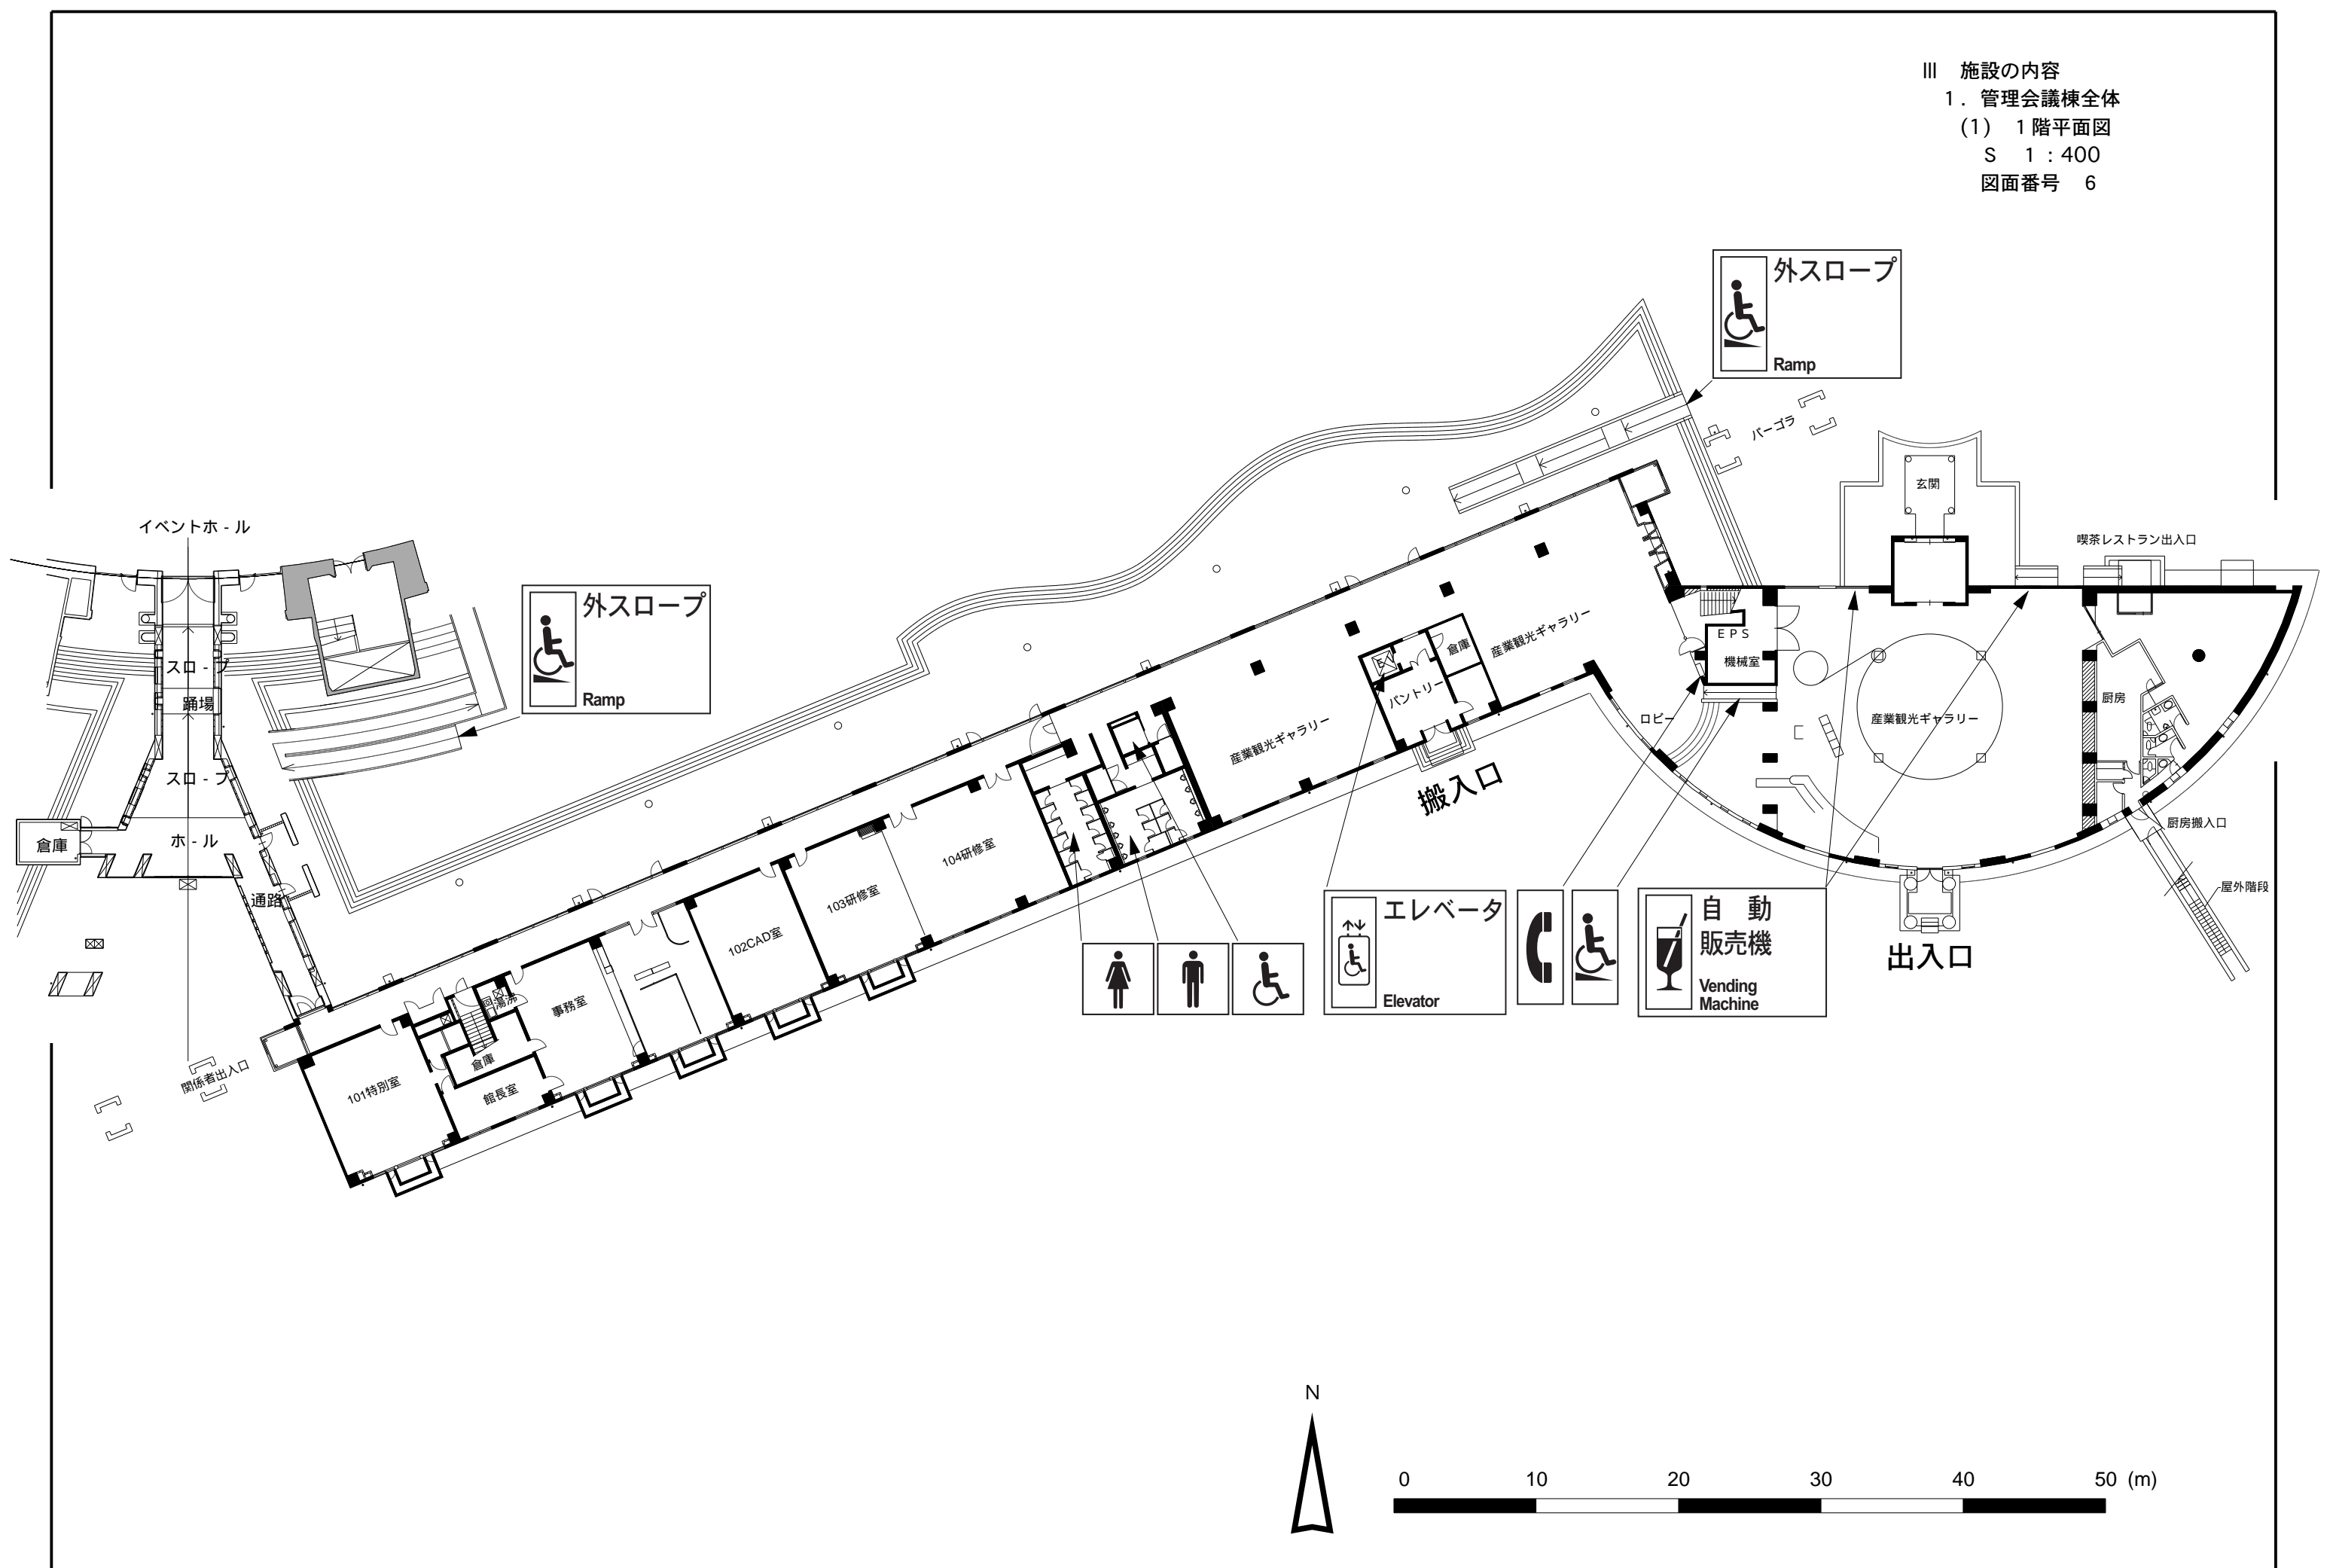 Ⅲ 施設の内容
1. 管理会議棟全体
(1) 1階平面図
S 1:400
図面番号 6
外スロープ
Ramp
パーゴラ
玄関
喫茶レストラン出入口
イベントホ-ル
外スロープ
Ramp
スロ-プ
踊場
スロ-プ
ホ-ル
倉庫
通路
関係者出入口
101特別室
倉庫
館長室
湯沸
事務室
102CAD室
103研修室
104研修室
産業観光ギャラリー
パントリー
倉庫
産業観光ギャラリー
搬入口
EPS
機械室
ロビー
産業観光ギャラリー
厨房
厨房搬入口
屋外階段
出入口
エレベータ
Elevator
自動
販売機
Vending
Machine
N
0 10 20 30 40 50 (m)